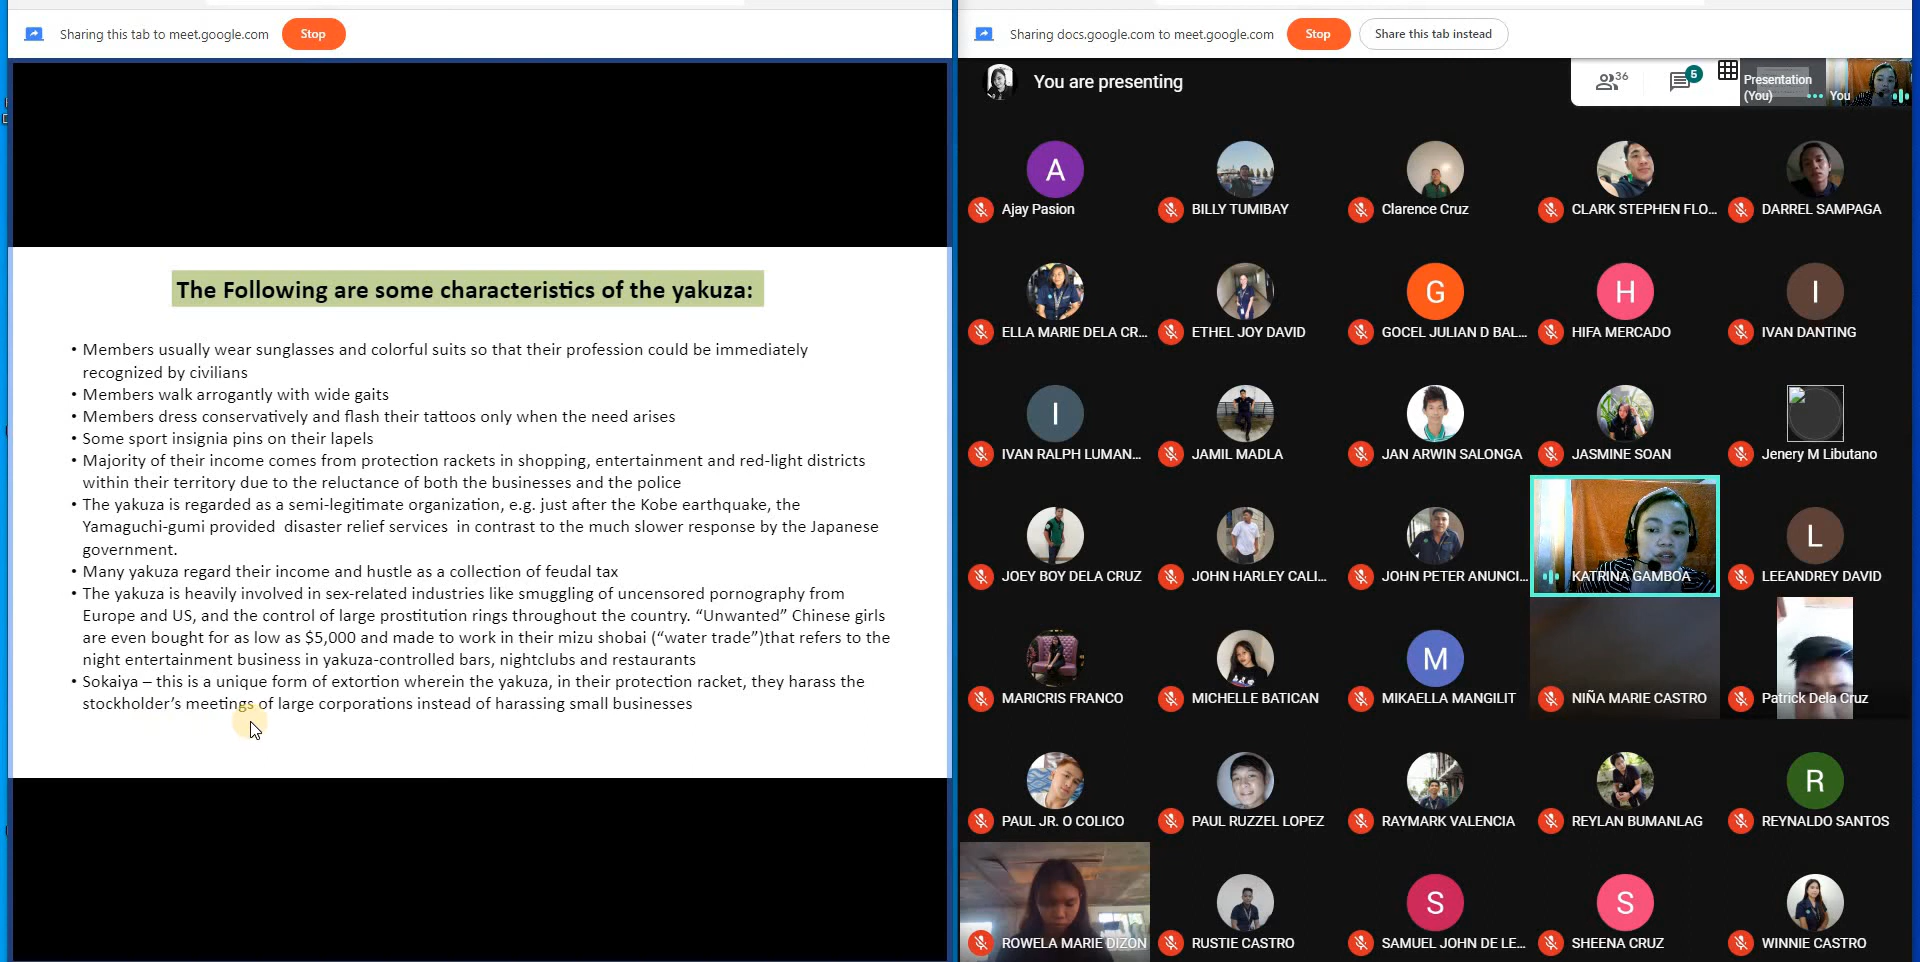 Sharing this tab to meet.google.com
Stop
The Following are some characteristics of the yakuza:
• Members usually wear sunglasses and colorful suits so that their profession could be immediately
recognized by civilians
• Members walk arrogantly with wide gaits
• Members dress conservatively and flash their tattoos only when the need arises
• Some sport insignia pins on their lapels
• Majority of their income comes from protection rackets in shopping, entertainment and red-light districts
within their territory due to the reluctance of both the businesses and the police
• The yakuza is regarded as a semi-legitimate organization, e.g. just after the Kobe earthquake, the
Yamaguchi-gumi provided disaster relief services in contrast to the much slower response by the Japanese
government.
• Many yakuza regard their income and hustle as a collection of feudal tax
• The yakuza is heavily involved in sex-related industries like smuggling of uncensored pornography from
Europe and US, and the control of large prostitution rings throughout the country. “Unwanted” Chinese girls
are even bought for as low as $5,000 and made to work in their mizu shobai (“water trade”)that refers to the
night entertainment business in yakuza-controlled bars, nightclubs and restaurants
• Sokaiya – this is a unique form of extortion wherein the yakuza, in their protection racket, they harass the
stockholder’s meetings of large corporations instead of harassing small businesses
Sharing docs.google.com to meet.google.com
Stop
Share this tab instead
You are presenting
36
5
Presentation
(You)
You
A
Ajay Pasion
BILLY TUMIBAY
Clarence Cruz
CLARK STEPHEN FLO...
DARREL SAMPAGA
ELLA MARIE DELA CR...
ETHEL JOY DAVID
G
GOCEL JULIAN D BAL...
H
HIFA MERCADO
I
IVAN DANTING
I
IVAN RALPH LUMAN...
JAMIL MADLA
JAN ARWIN SALONGA
JASMINE SOAN
Jenery M Libutano
JOEY BOY DELA CRUZ
JOHN HARLEY CALI...
JOHN PETER ANUNCI...
KATRINA GAMBOA
L
LEEANDREY DAVID
MARICRIS FRANCO
MICHELLE BATICAN
M
MIKAELLA MANGILIT
NIÑA MARIE CASTRO
Patrick Dela Cruz
PAUL JR. O COLICO
PAUL RUZZEL LOPEZ
RAYMARK VALENCIA
REYLAN BUMANLAG
R
REYNALDO SANTOS
ROWELA MARIE DIZON
RUSTIE CASTRO
S
SAMUEL JOHN DE LE...
S
SHEENA CRUZ
WINNIE CASTRO